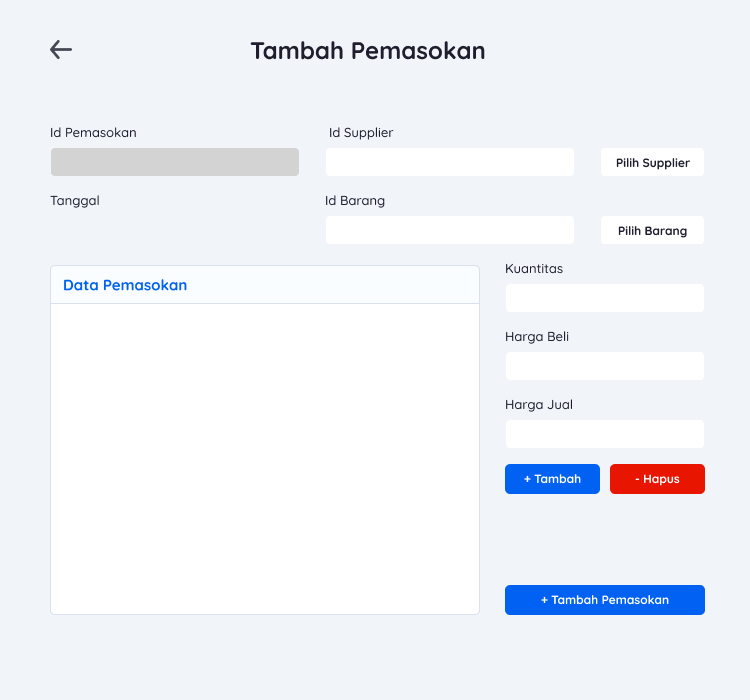 Tambah Pemasokan
Id Pemasokan
Id Supplier
Pilih Supplier
Tanggal
Id Barang
Pilih Barang
Data Pemasokan
Kuantitas
Harga Beli
Harga Jual
+ Tambah
- Hapus
+ Tambah Pemasokan